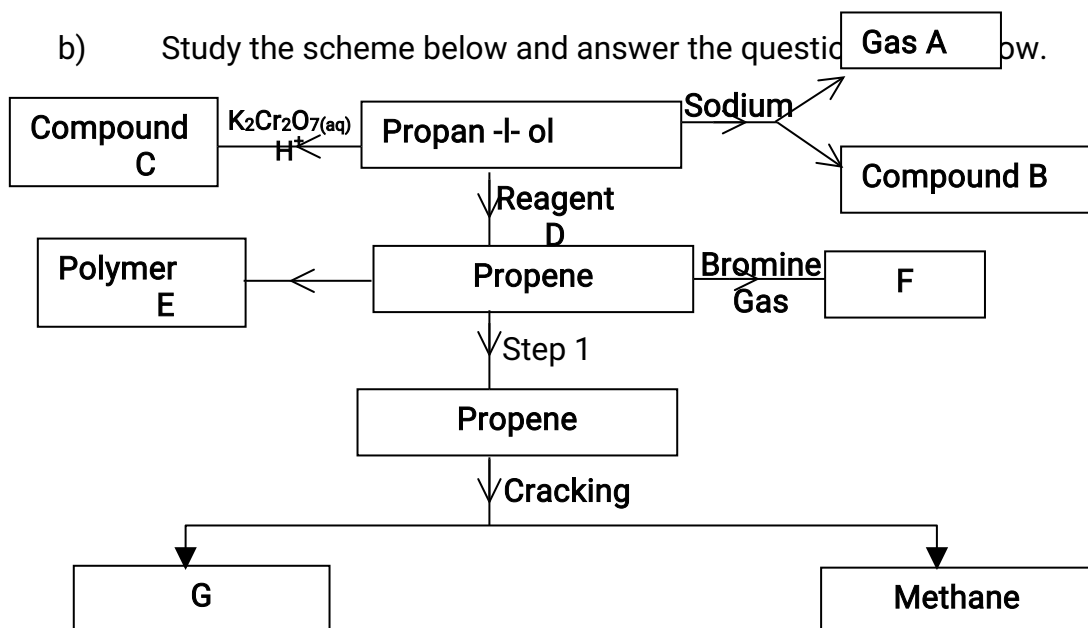 b) Study the scheme below and answer the questio ow.
Gas A
Sodium
Compound
C
K₂Cr₂O₇(aq)
H⁺
Propan -l- ol
Compound B
Reagent
D
Polymer
E
Propene
Bromine
Gas
F
Step 1
Propene
Cracking
G
Methane